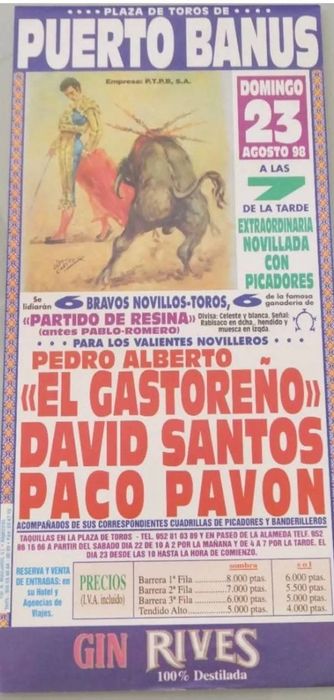 PLAZA DE TOROS DE
PUERTO BANUS
Empresa: P.T.P.B, S.A.
DOMINGO
23
AGOSTO 98
A LAS
7
DE LA TARDE
EXTRAORDINARIA
NOVILLADA
CON
PICADORES
Se lidiarán 6 BRAVOS NOVILLOS-TOROS, 6 de la famosa ganadería de
«PARTIDO DE RESINA» (antes PABLO-ROMERO) Divisa: Celeste y blanca. Señal: Rabisaco en dcha., hendido y muesca en izqda.
PARA LOS VALIENTES NOVILLEROS
PEDRO ALBERTO
«EL GASTOREÑO»
DAVID SANTOS
PACO PAVON
ACOMPAÑADOS DE SUS CORRESPONDIENTES CUADRILLAS DE PICADORES Y BANDERILLEROS
TAQUILLAS EN LA PLAZA DE TOROS - TEL. 952 81 03 89 Y EN PASEO DE LA ALAMEDA TELF. 952
86 16 06 A PARTIR DEL SABADO DIA 22 DE 10 A 2 POR LA MAÑANA Y DE 4 A 7 POR LA TARDE. EL
DIA 23 DESDE LAS 10 HASTA LA HORA DE COMIENZO.
RESERVA Y VENTA
DE ENTRADAS: en
su Hotel y
Agencias de
Viajes.
PRECIOS
(I.V.A. incluido)
sombra sol
Barrera 1ª Fila 8.000 ptas. 6.000 ptas.
Barrera 2ª Fila 7.000 ptas. 5.500 ptas.
Barrera 3ª Fila 6.000 ptas. 5.000 ptas.
Tendido Alto 5.000 ptas. 4.000 ptas.
GIN RIVES
100% Destilada